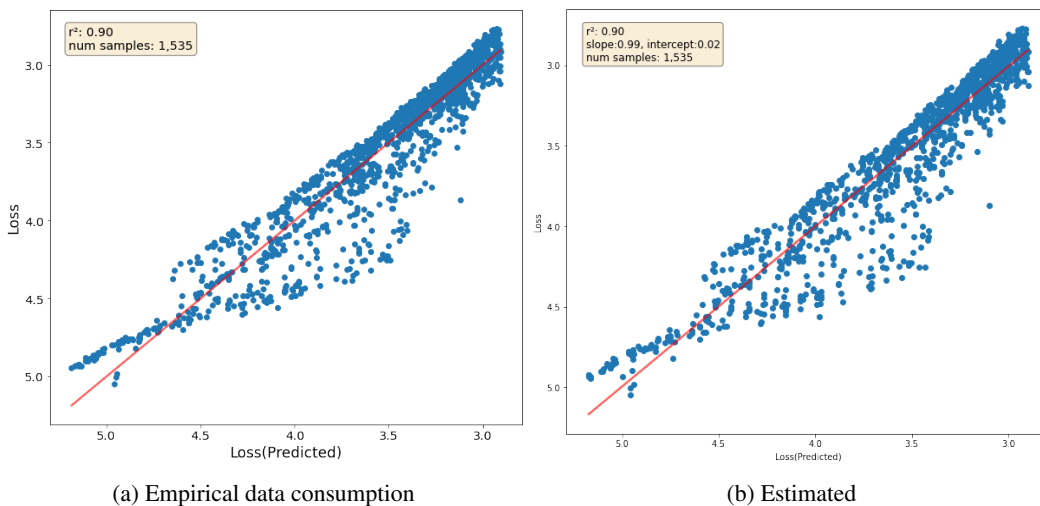 r²: 0.90
num samples: 1,535
3.0
3.5
4.0
4.5
5.0
Loss
5.0
4.5
4.0
3.5
3.0
Loss(Predicted)
(a) Empirical data consumption
r²: 0.90
slope:0.99, intercept:0.02
num samples: 1,535
3.0
3.5
4.0
4.5
5.0
Loss
5.0
4.5
4.0
3.5
3.0
Loss(Predicted)
(b) Estimated